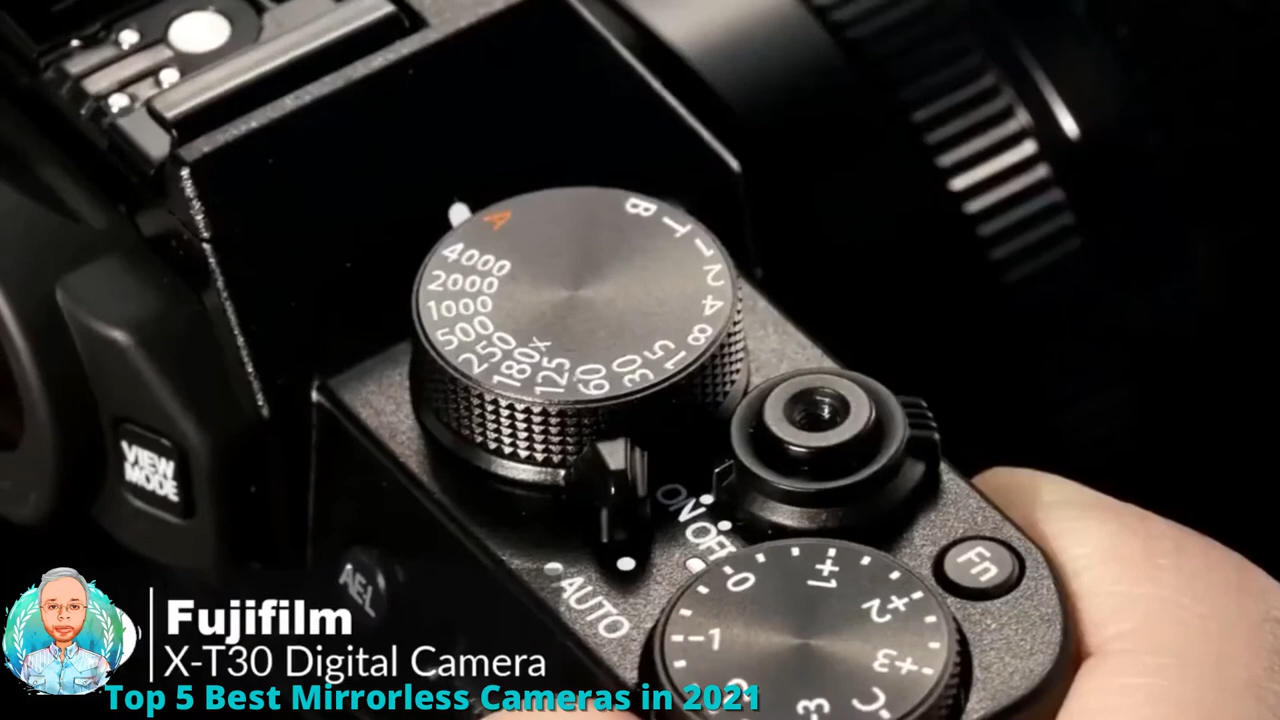 A
4000
2000
1000
500
250
180x
125
60
30
15
8
4
2
1
T
B
VIEW
MODE
ON
OFF
AE-L
AUTO
Fn
0
+1
+2
+3
C
-1
-3
Fujifilm
X-T30 Digital Camera
Top 5 Best Mirrorless Cameras in 2021